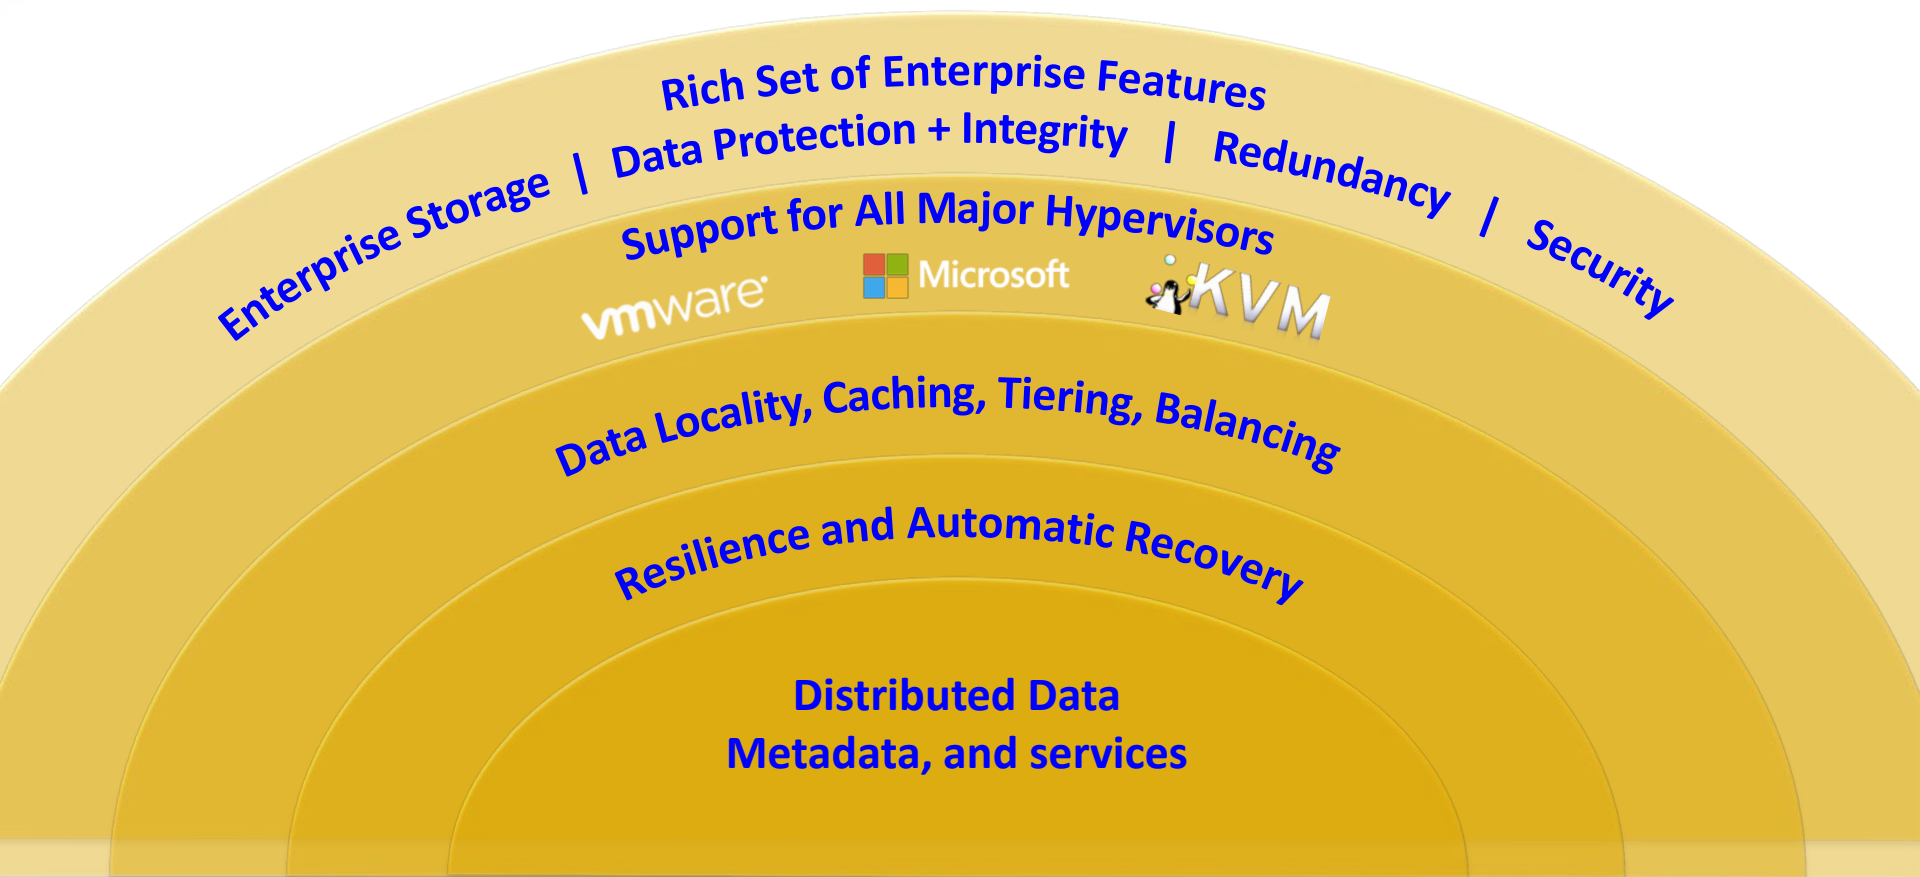 Rich Set of Enterprise Features
Enterprise Storage | Data Protection + Integrity | Redundancy | Security
Support for All Major Hypervisors
vmware Microsoft KVM
Data Locality, Caching, Tiering, Balancing
Resilience and Automatic Recovery
Distributed Data
Metadata, and services